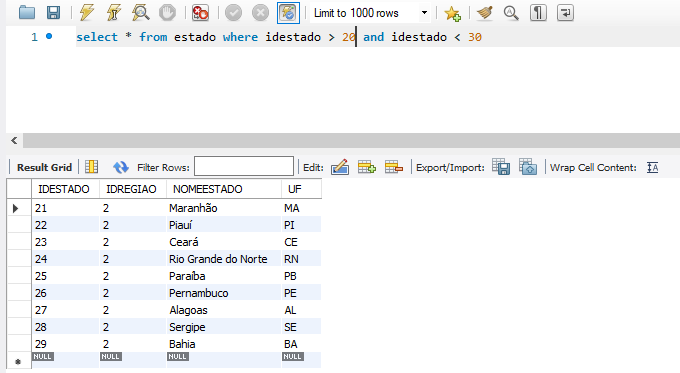 Limit to 1000 rows
1 select * from estado where idestado > 20 and idestado < 30
Result Grid Filter Rows: Edit: Export/Import: Wrap Cell Content:
IDESTADO IDREGIAO NOMEESTADO UF
21 2 Maranhão MA
22 2 Piauí PI
23 2 Ceará CE
24 2 Rio Grande do Norte RN
25 2 Paraíba PB
26 2 Pernambuco PE
27 2 Alagoas AL
28 2 Sergipe SE
29 2 Bahia BA
NULL NULL NULL NULL